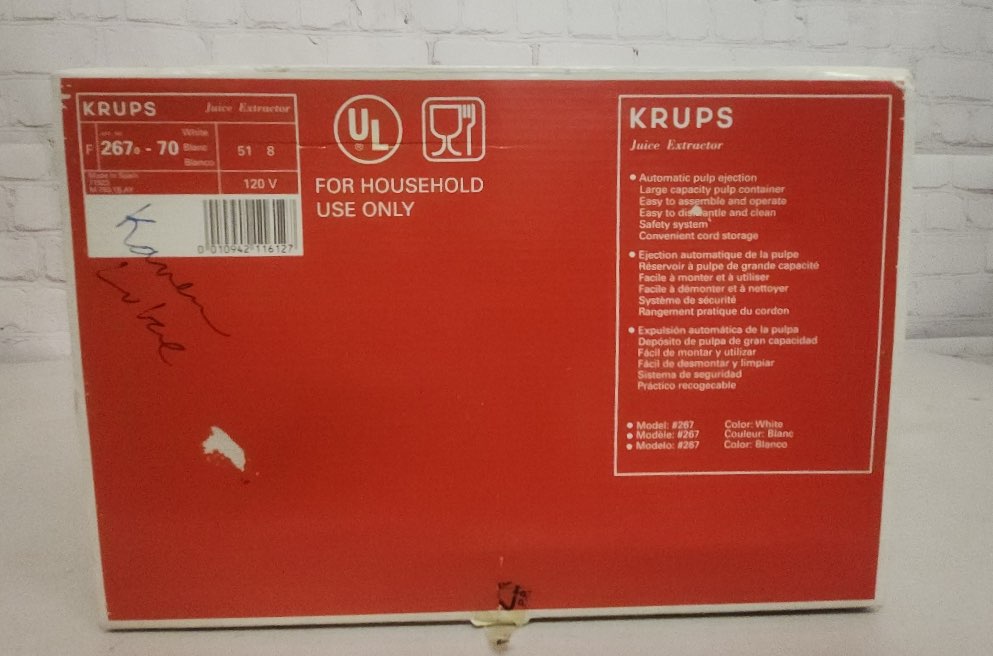 KRUPS Juice Extractor
White
F 267 - 70 Blanc 51 8
Blanco
Made in Spain
120 V
0 010942 116127
Karen
UL
FOR HOUSEHOLD
USE ONLY
KRUPS
Juice Extractor
• Automatic pulp ejection
Large capacity pulp container
Easy to assemble and operate
Easy to dismantle and clean
Safety system
Convenient cord storage
• Ejection automatique de la pulpe
Réservoir à pulpe de grande capacité
Facile à monter et à utiliser
Facile à démonter et à nettoyer
Système de sécurité
Rangement pratique du cordon
• Expulsión automática de la pulpa
Depósito de pulpa de gran capacidad
Fácil de montar y utilizar
Fácil de desmontar y limpiar
Sistema de seguridad
Práctico recogecable
• Model: #267 Color: White
• Modèle: #267 Couleur: Blanc
• Modelo: #267 Color: Blanco